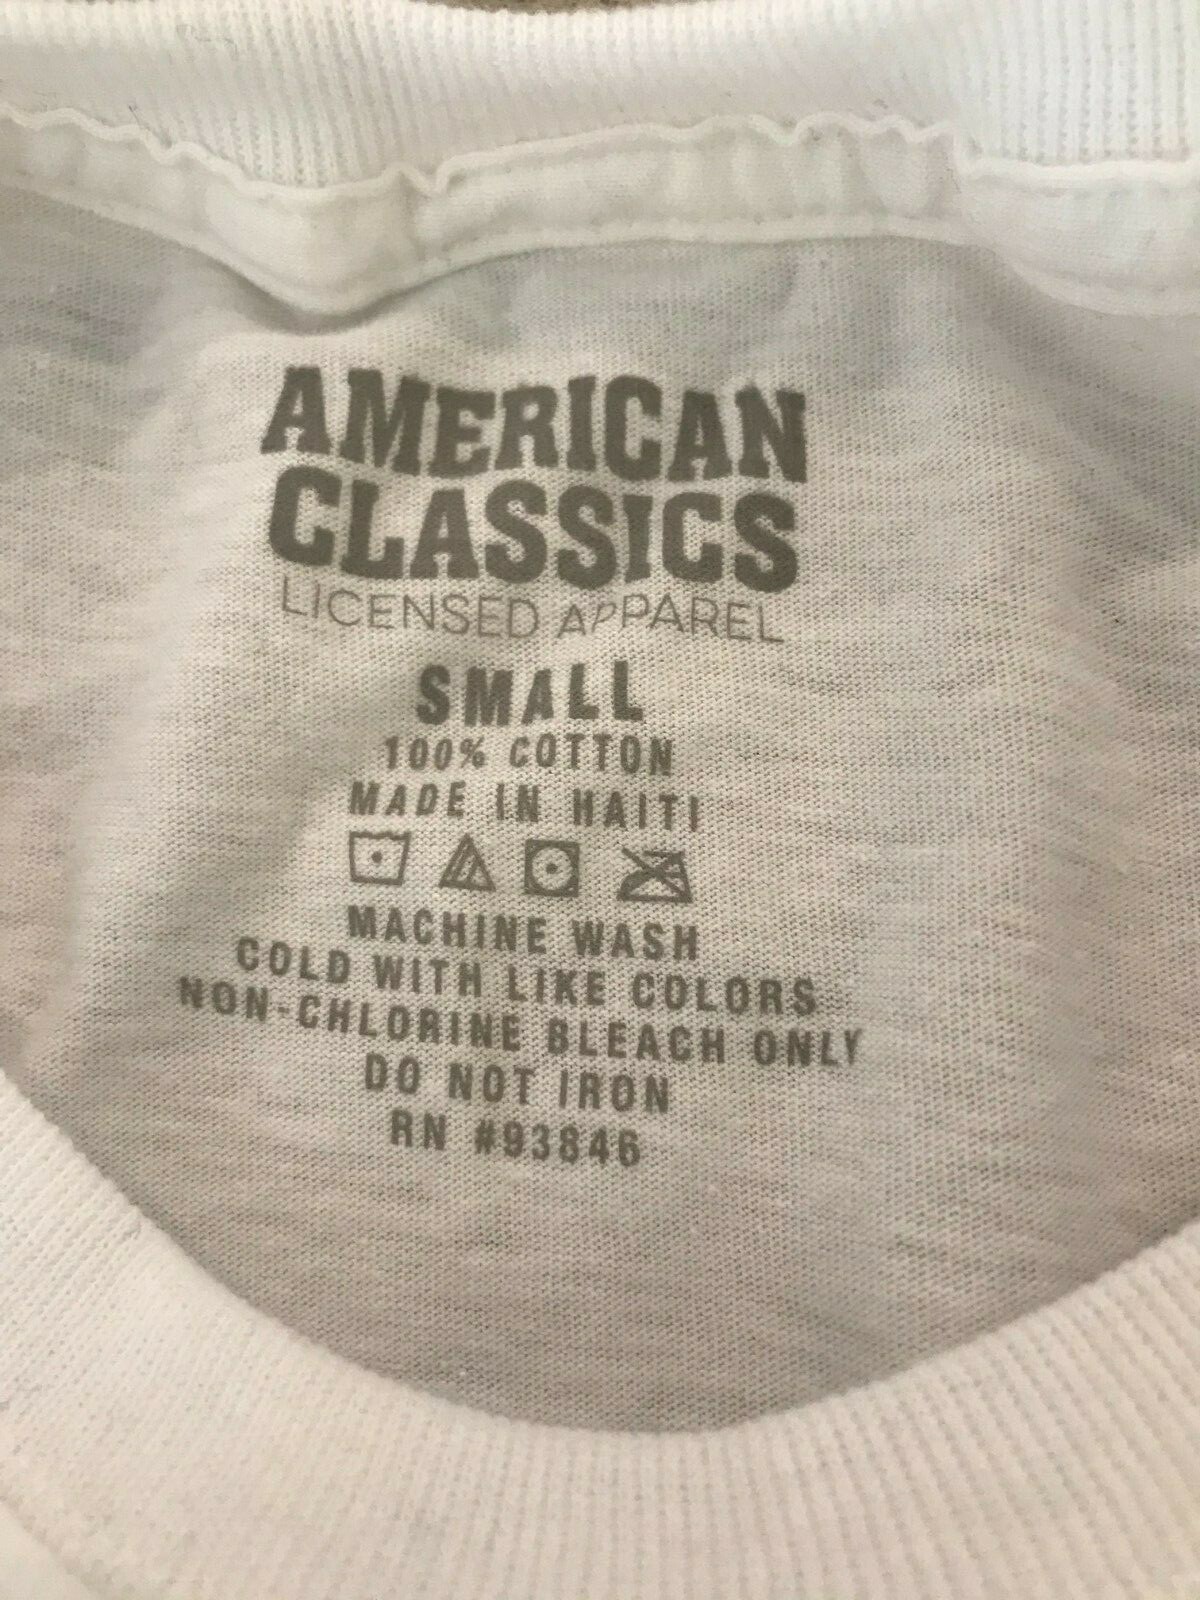 AMERICAN
CLASSICS
LICENSED APPAREL
SMALL
100% COTTON
MADE IN HAITI
MACHINE WASH
COLD WITH LIKE COLORS
NON-CHLORINE BLEACH ONLY
DO NOT IRON
RN #93846